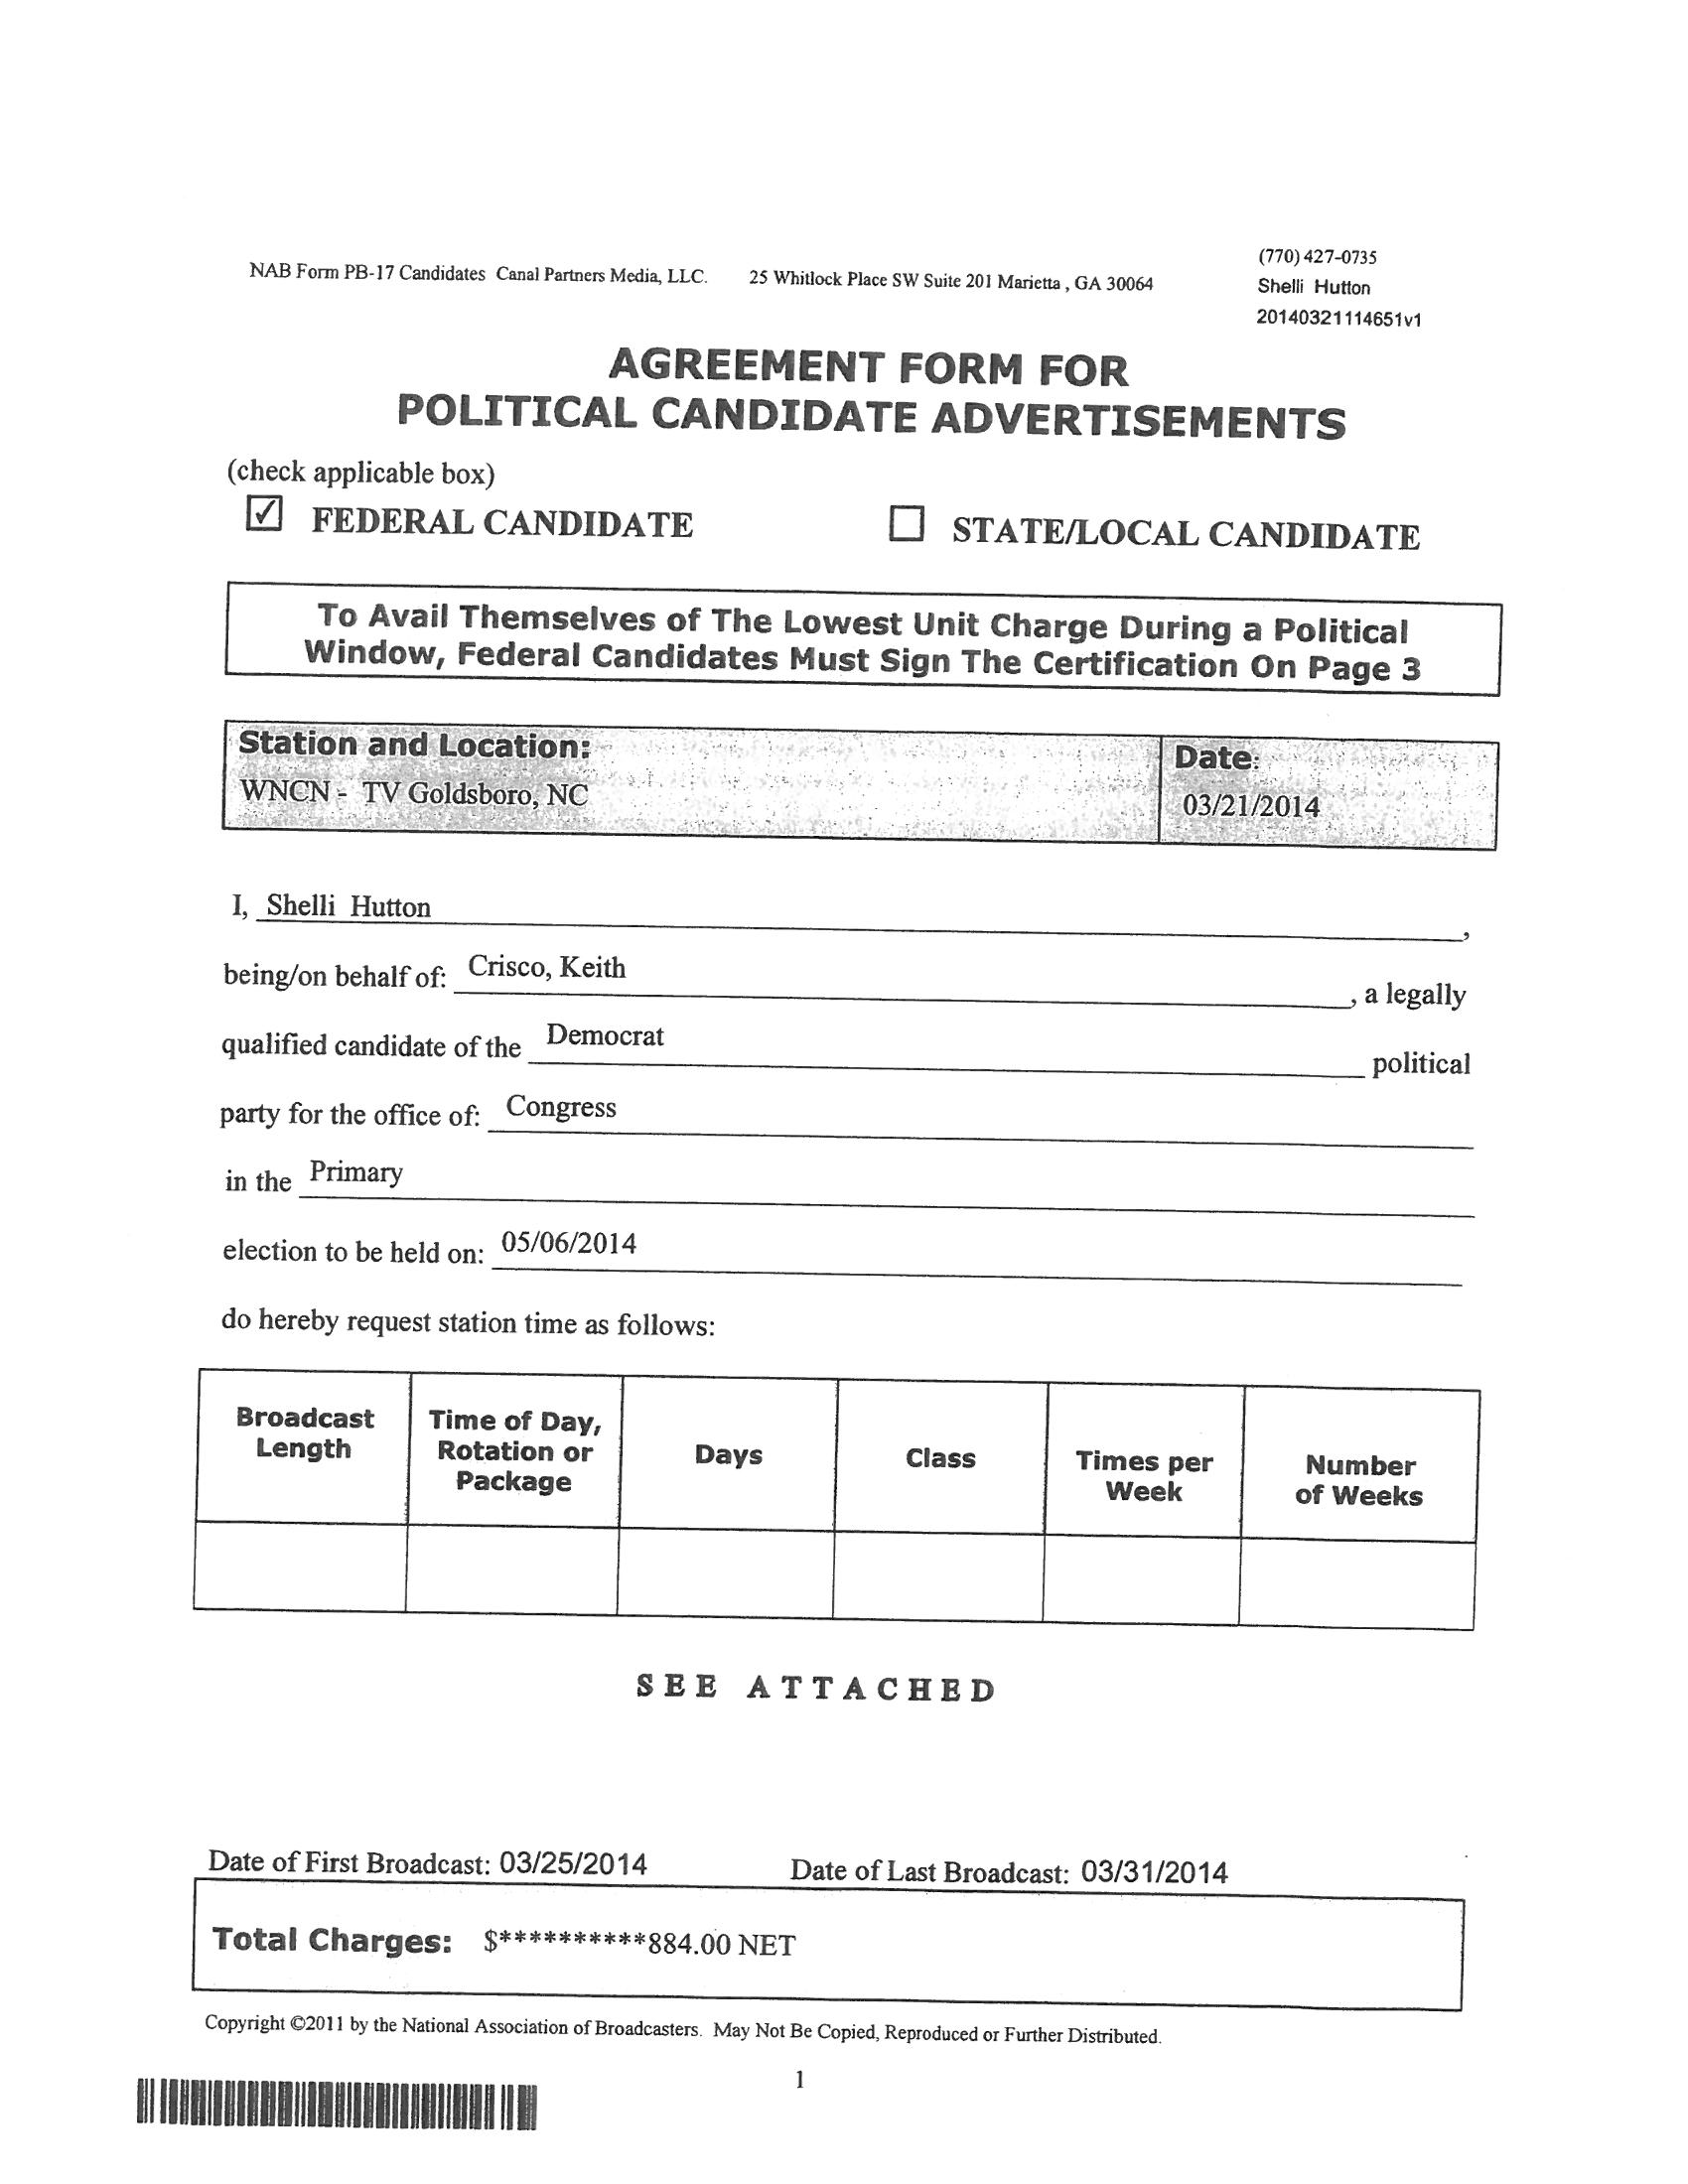 NAB Form PB-17 Candidates Canal Partners Media, LLC. 25 Whitlock Place SW Suite 201 Marietta , GA 30064
(770) 427-0735
Shelli Hutton
20140321114651v1
AGREEMENT FORM FOR
POLITICAL CANDIDATE ADVERTISEMENTS
(check applicable box)
☑ FEDERAL CANDIDATE ☐ STATE/LOCAL CANDIDATE
To Avail Themselves of The Lowest Unit Charge During a Political
Window, Federal Candidates Must Sign The Certification On Page 3
Station and Location: Date:
WNCN - TV Goldsboro, NC 03/21/2014
I, Shelli Hutton ,
being/on behalf of: Crisco, Keith , a legally
qualified candidate of the Democrat political
party for the office of: Congress
in the Primary
election to be held on: 05/06/2014
do hereby request station time as follows:
Broadcast Length
Time of Day, Rotation or Package
Days
Class
Times per Week
Number of Weeks
SEE ATTACHED
Date of First Broadcast: 03/25/2014 Date of Last Broadcast: 03/31/2014
Total Charges: $**********884.00 NET
Copyright ©2011 by the National Association of Broadcasters. May Not Be Copied, Reproduced or Further Distributed.
1